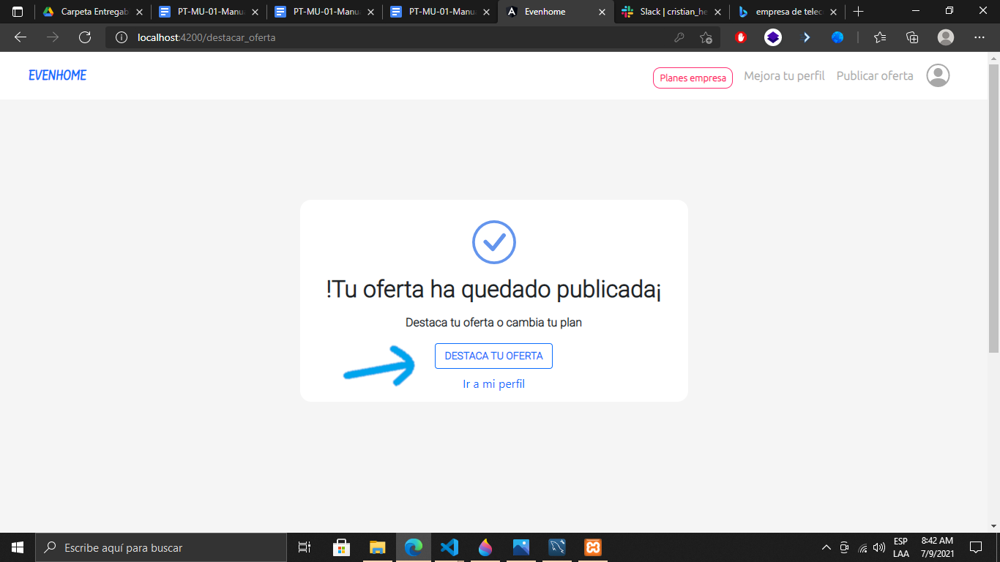 Carpeta Entregab
PT-MU-01-Manua
PT-MU-01-Manua
PT-MU-01-Manua
Evenhome
Slack | cristian_he
empresa de telec
localhost:4200/destacar_oferta
EVENHOME
Planes empresa
Mejora tu perfil
Publicar oferta
!Tu oferta ha quedado publicada¡
Destaca tu oferta o cambia tu plan
DESTACA TU OFERTA
Ir a mi perfil
Escribe aquí para buscar
ESP
LAA
8:42 AM
7/9/2021